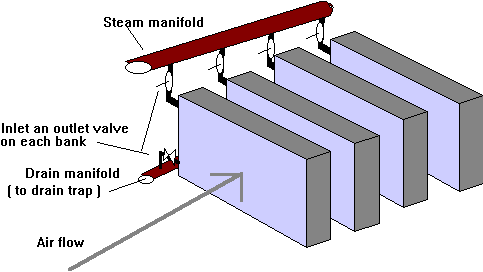 Steam manifold
Inlet an outlet valve
on each bank
Drain manifold
( to drain trap )
Air flow